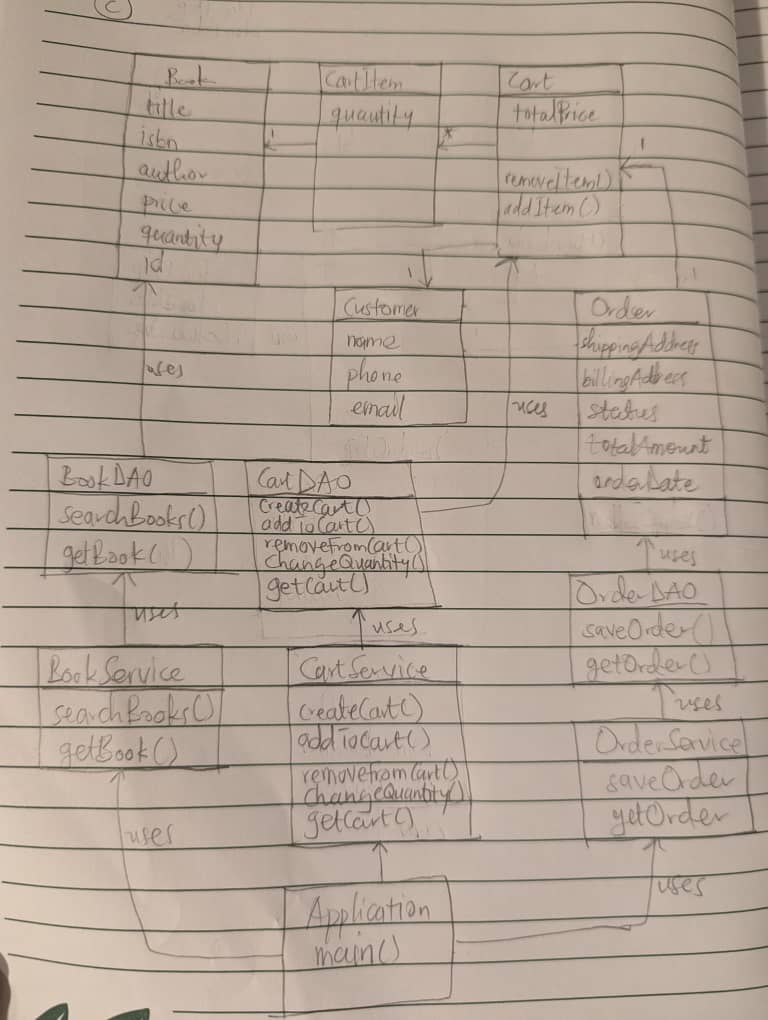 C
Book
title
isbn
author
price
quantity
id
1
CartItem
quantity
*
Cart
totalPrice
removeItem()
addItem()
1
1
Customer
name
phone
email
Order
shippingAddress
billingAddress
status
totalAmount
orderDate
uses
uses
BookDAO
searchBooks()
getBook()
CartDAO
createCart()
addToCart()
removeFromCart()
changeQuantity()
getCart()
uses
OrderDAO
saveOrder()
getOrder()
uses
uses
uses
BookService
searchBooks()
getBook()
CartService
createCart()
addToCart()
removeFromCart()
changeQuantity()
getCart()
OrderService
saveOrder
getOrder
uses
uses
Application
main()